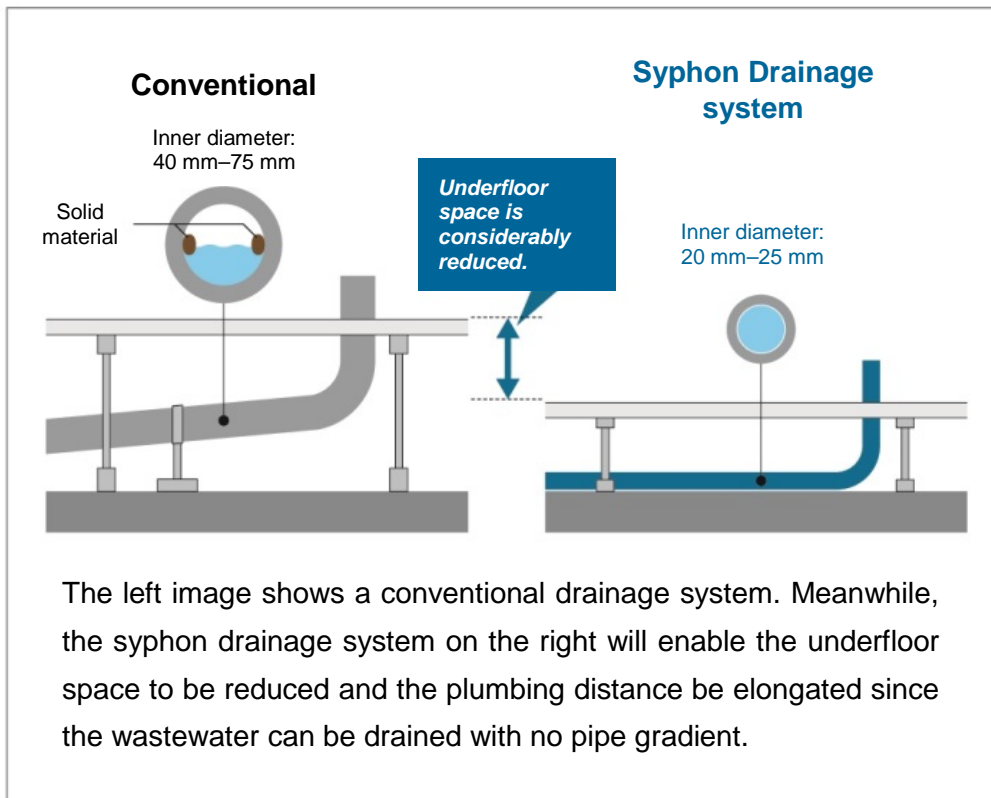 Conventional
Inner diameter:
40 mm–75 mm
Solid
material
Underfloor
space is
considerably
reduced.
Syphon Drainage
system
Inner diameter:
20 mm–25 mm
The left image shows a conventional drainage system. Meanwhile,
the syphon drainage system on the right will enable the underfloor
space to be reduced and the plumbing distance be elongated since
the wastewater can be drained with no pipe gradient.